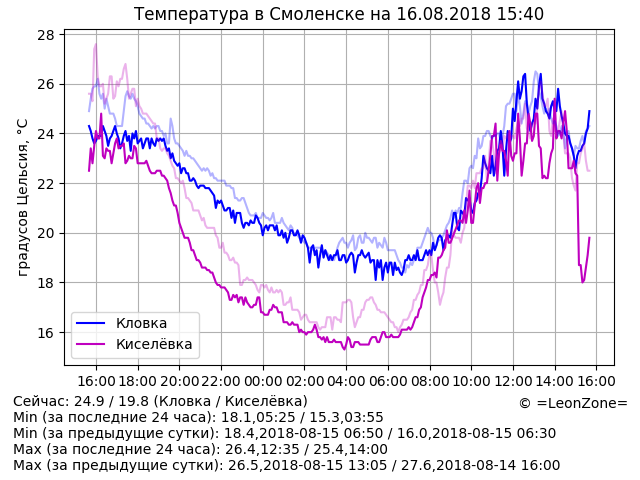 Температура в Смоленске на 16.08.2018 15:40
градусов Цельсия, °C
28
26
24
22
20
18
16
Кловка
Киселёвка
16:00 18:00 20:00 22:00 00:00 02:00 04:00 06:00 08:00 10:00 12:00 14:00 16:00
Сейчас: 24.9 / 19.8 (Кловка / Киселёвка)
© =LeonZone=
Min (за последние 24 часа): 18.1,05:25 / 15.3,03:55
Min (за предыдущие сутки): 18.4,2018-08-15 06:50 / 16.0,2018-08-15 06:30
Max (за последние 24 часа): 26.4,12:35 / 25.4,14:00
Max (за предыдущие сутки): 26.5,2018-08-15 13:05 / 27.6,2018-08-14 16:00